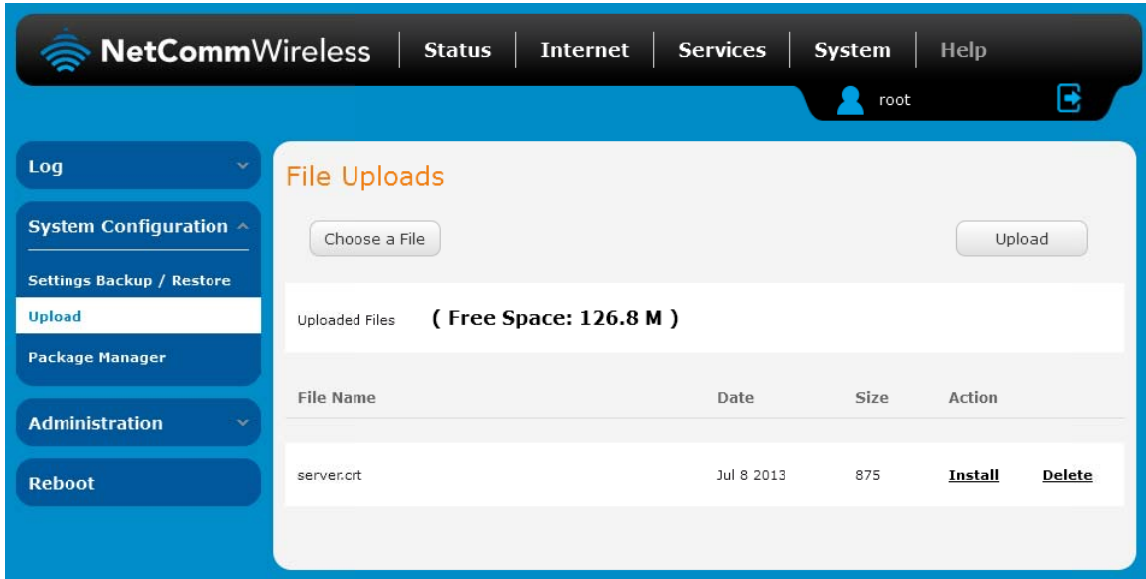 NetCommWireless Status Internet Services System Help
root
Log
System Configuration
Settings Backup / Restore
Upload
Package Manager
Administration
Reboot
File Uploads
Choose a File Upload
Uploaded Files ( Free Space: 126.8 M )
File Name Date Size Action
server.crt Jul 8 2013 875 Install Delete